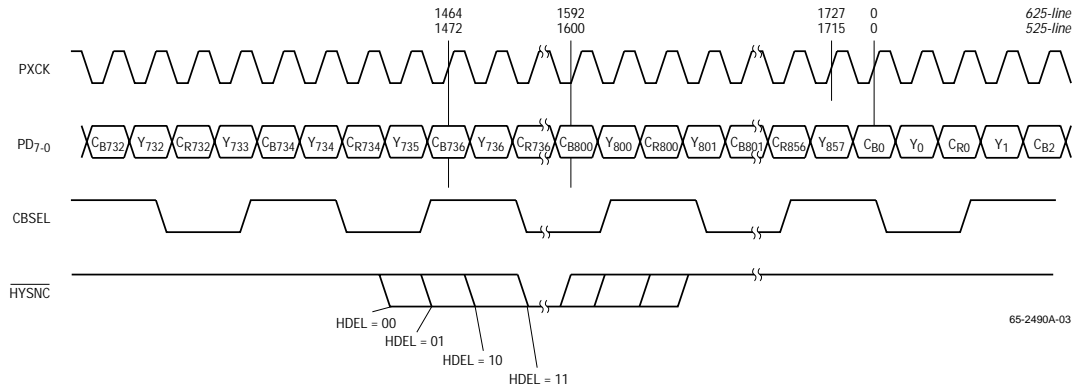 1464 1592 1727 0 625-line
1472 1600 1715 0 525-line
PXCK
PD7-0 CB732 Y732 CR732 Y733 CB734 Y734 CR734 Y735 CB736 Y736 CR736 CB800 Y800 CR800 Y801 CB801 CR856 Y857 CB0 Y0 CR0 Y1 CB2
CBSEL
HYSNC
HDEL = 00
HDEL = 01
HDEL = 10
HDEL = 11
65-2490A-03